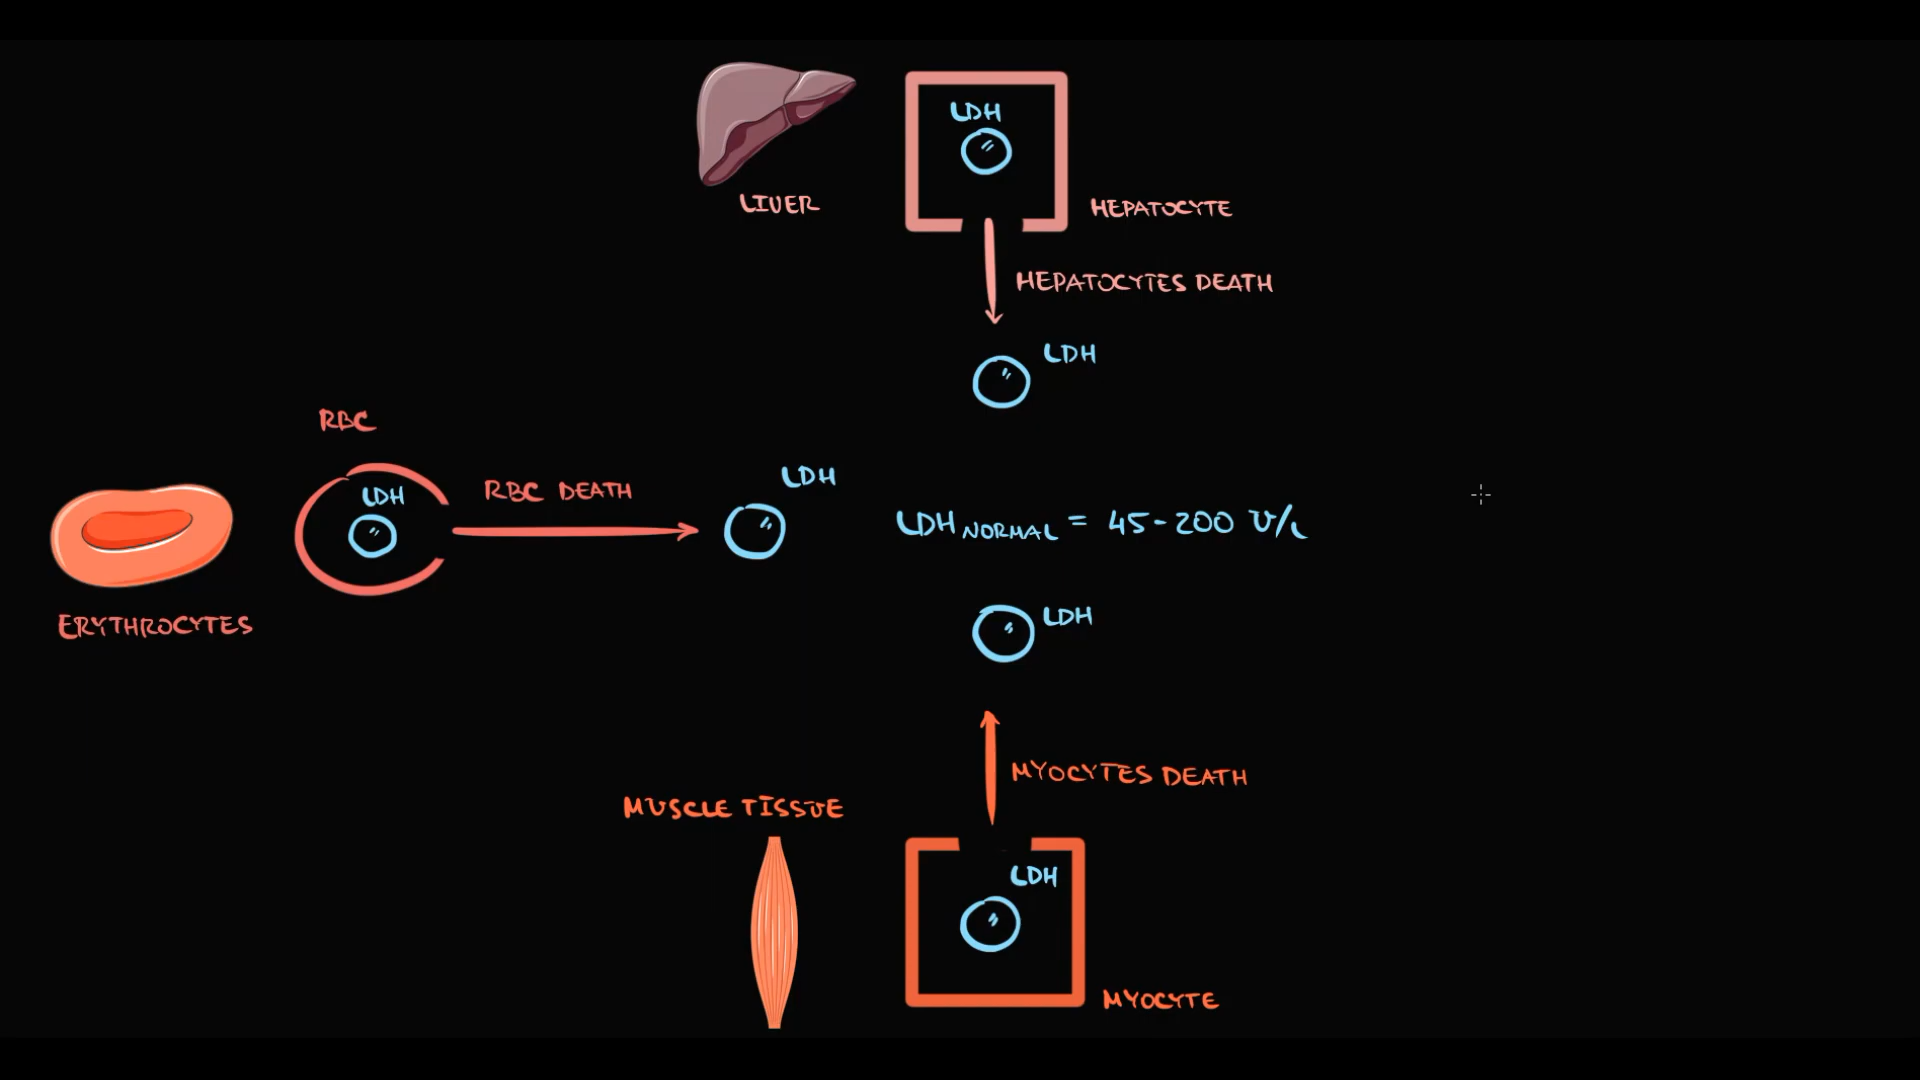 LDH
LIVER
HEPATOCYTE
HEPATOCYTES DEATH
LDH
RBC
LDH
RBC DEATH
LDH
LDH NORMAL = 45-200 U/L
ERYTHROCYTES
LDH
MYOCYTES DEATH
MUSCLE TISSUE
LDH
MYOCYTE